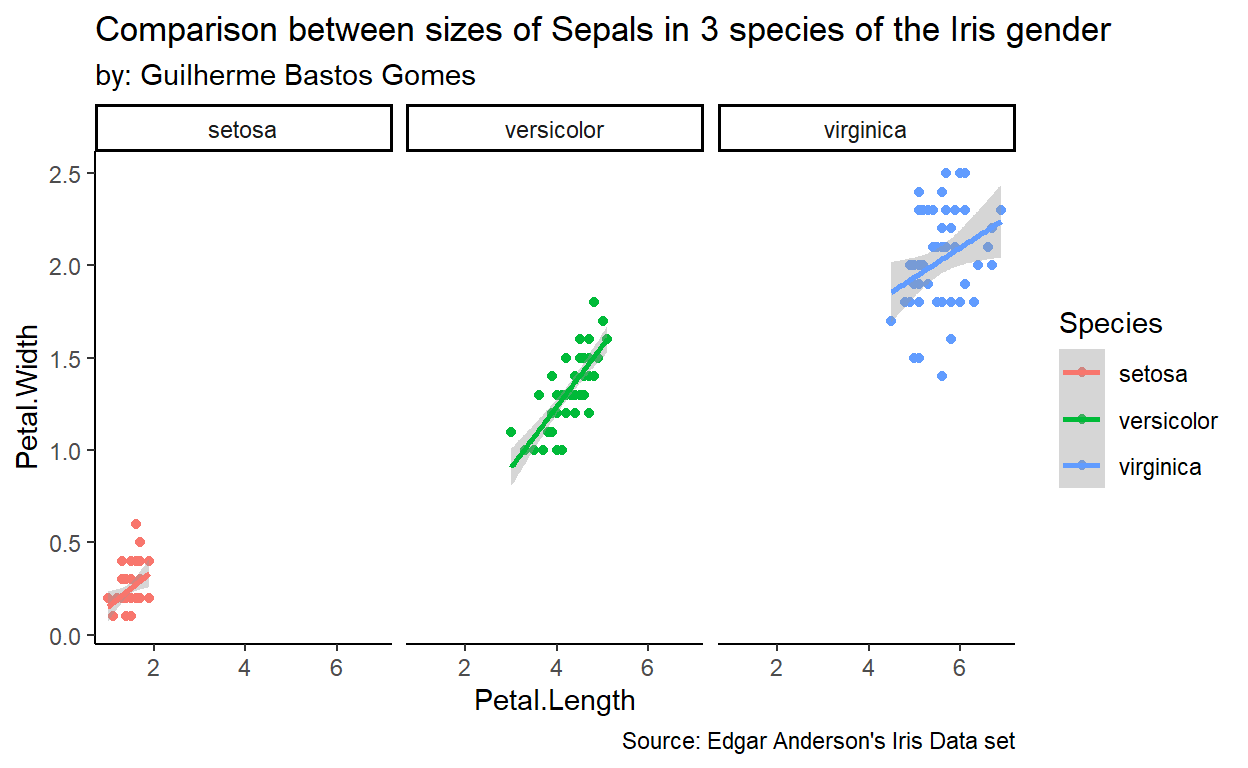 Comparison between sizes of Sepals in 3 species of the Iris gender
by: Guilherme Bastos Gomes
setosa versicolor virginica
2.5
2.0
1.5
1.0
0.5
0.0
Petal.Width
2 4 6 2 4 6 2 4 6
Petal.Length
Species
setosa
versicolor
virginica
Source: Edgar Anderson's Iris Data set